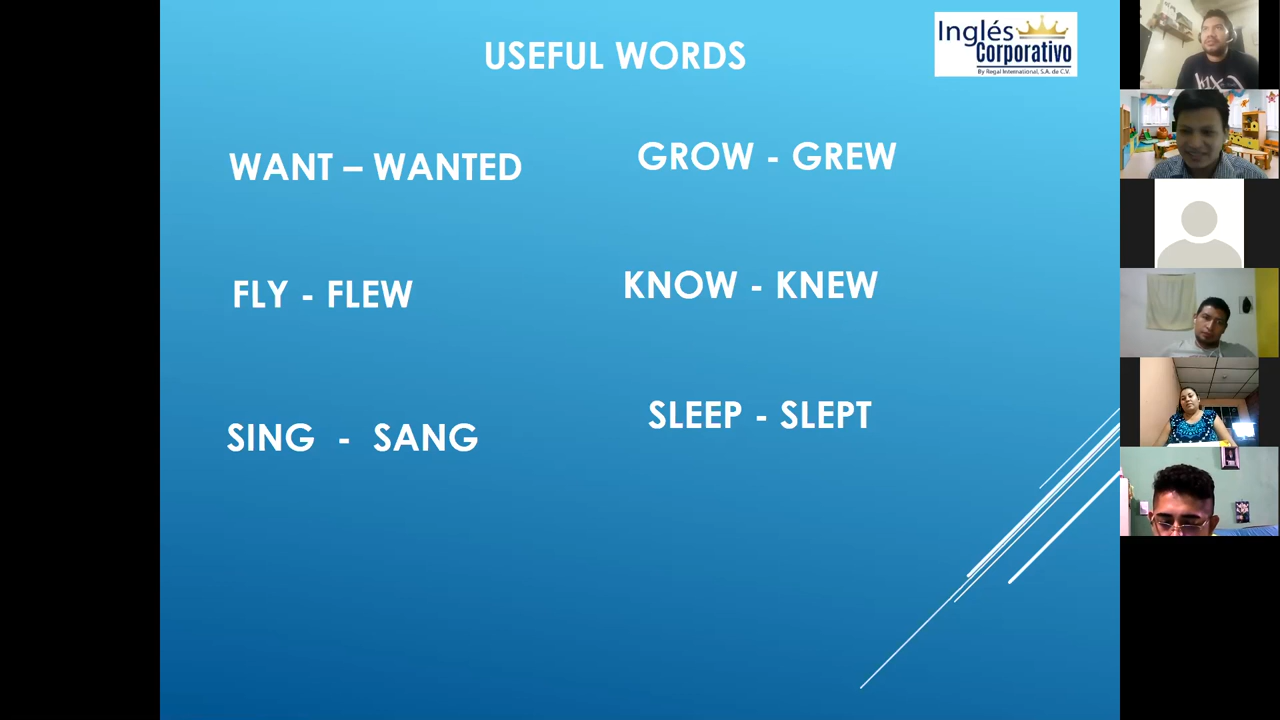 USEFUL WORDS
Inglés
Corporativo
By Regal International, S.A. de C.V.
WANT – WANTED
GROW - GREW
FLY - FLEW
KNOW - KNEW
SING - SANG
SLEEP - SLEPT